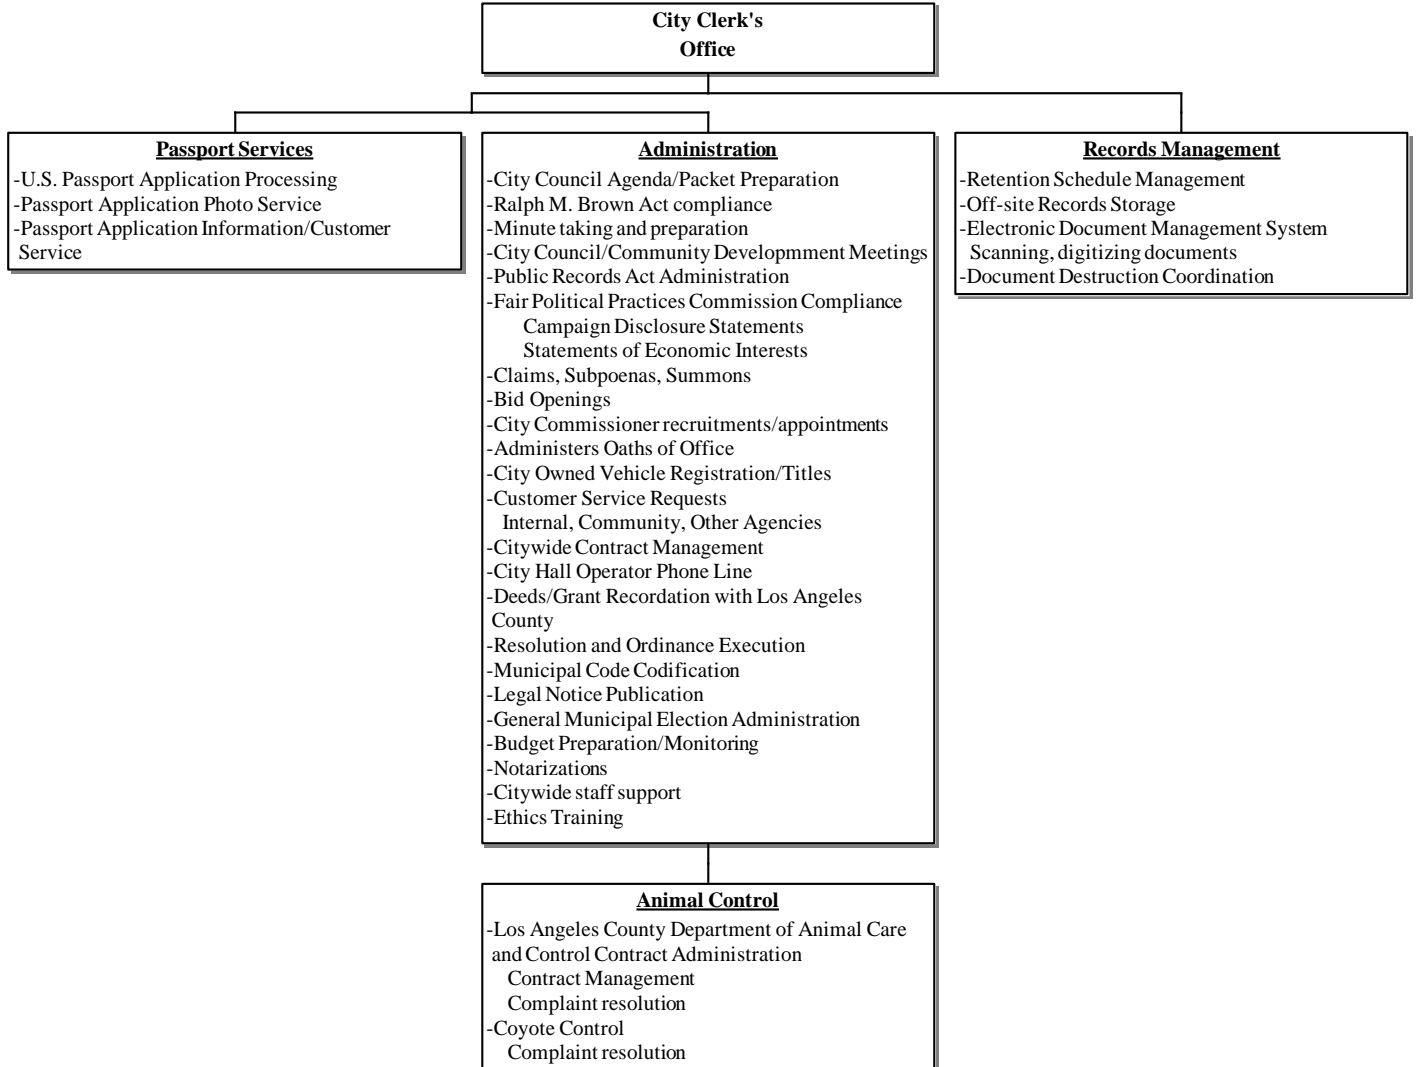 City Clerk's
Office
Passport Services
-U.S. Passport Application Processing
-Passport Application Photo Service
-Passport Application Information/Customer
Service
Administration
-City Council Agenda/Packet Preparation
-Ralph M. Brown Act compliance
-Minute taking and preparation
-City Council/Community Developmment Meetings
-Public Records Act Administration
-Fair Political Practices Commission Compliance
Campaign Disclosure Statements
Statements of Economic Interests
-Claims, Subpoenas, Summons
-Bid Openings
-City Commissioner recruitments/appointments
-Administers Oaths of Office
-City Owned Vehicle Registration/Titles
-Customer Service Requests
Internal, Community, Other Agencies
-Citywide Contract Management
-City Hall Operator Phone Line
-Deeds/Grant Recordation with Los Angeles
County
-Resolution and Ordinance Execution
-Municipal Code Codification
-Legal Notice Publication
-General Municipal Election Administration
-Budget Preparation/Monitoring
-Notarizations
-Citywide staff support
-Ethics Training
Records Management
-Retention Schedule Management
-Off-site Records Storage
-Electronic Document Management System
Scanning, digitizing documents
-Document Destruction Coordination
Animal Control
-Los Angeles County Department of Animal Care
and Control Contract Administration
Contract Management
Complaint resolution
-Coyote Control
Complaint resolution